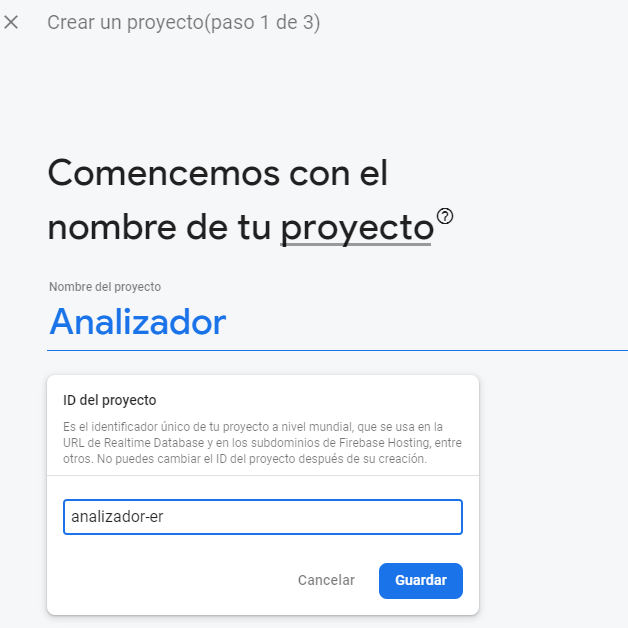 Crear un proyecto(paso 1 de 3)
Comencemos con el
nombre de tu proyecto
Nombre del proyecto
Analizador
ID del proyecto
Es el identificador único de tu proyecto a nivel mundial, que se usa en la
URL de Realtime Database y en los subdominios de Firebase Hosting, entre
otros. No puedes cambiar el ID del proyecto después de su creación.
analizador-er
Cancelar Guardar